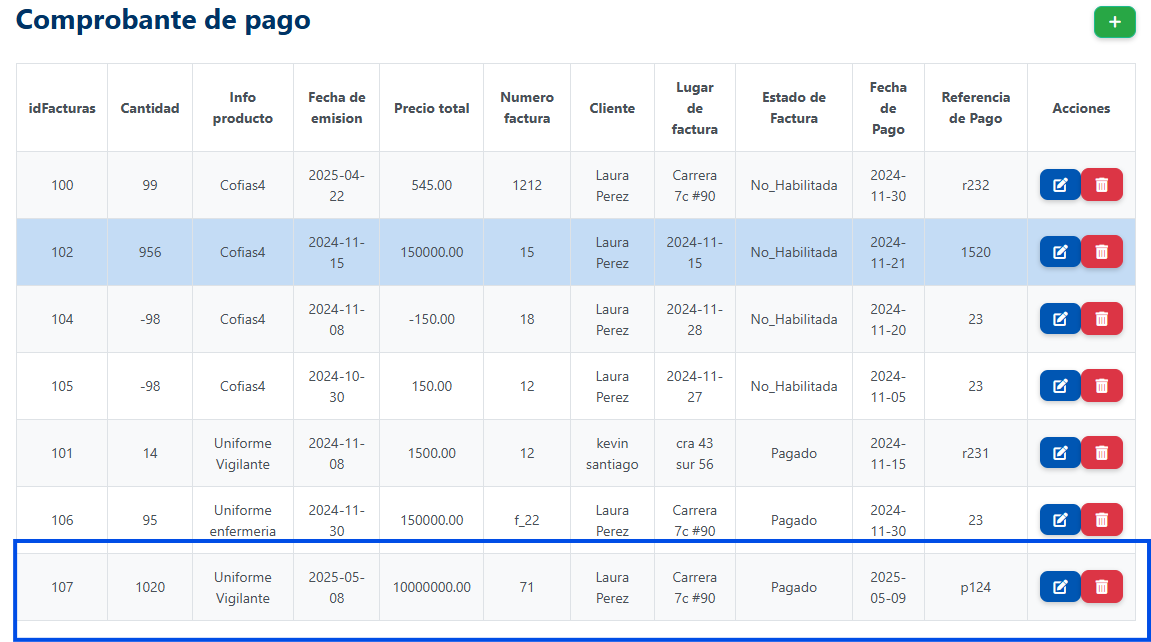 Comprobante de pago
+
idFacturas Cantidad Info producto Fecha de emision Precio total Numero factura Cliente Lugar de factura Estado de Factura Fecha de Pago Referencia de Pago Acciones
100 99 Cofias4 2025-04-22 545.00 1212 Laura Perez Carrera 7c #90 No_Habilitada 2024-11-30 r232
102 956 Cofias4 2024-11-15 150000.00 15 Laura Perez 2024-11-15 No_Habilitada 2024-11-21 1520
104 -98 Cofias4 2024-11-08 -150.00 18 Laura Perez 2024-11-28 No_Habilitada 2024-11-20 23
105 -98 Cofias4 2024-10-30 150.00 12 Laura Perez 2024-11-27 No_Habilitada 2024-11-05 23
101 14 Uniforme Vigilante 2024-11-08 1500.00 12 kevin santiago cra 43 sur 56 Pagado 2024-11-15 r231
106 95 Uniforme enfermeria 2024-11-30 150000.00 f_22 Laura Perez Carrera 7c #90 Pagado 2024-11-30 23
107 1020 Uniforme Vigilante 2025-05-08 10000000.00 71 Laura Perez Carrera 7c #90 Pagado 2025-05-09 p124